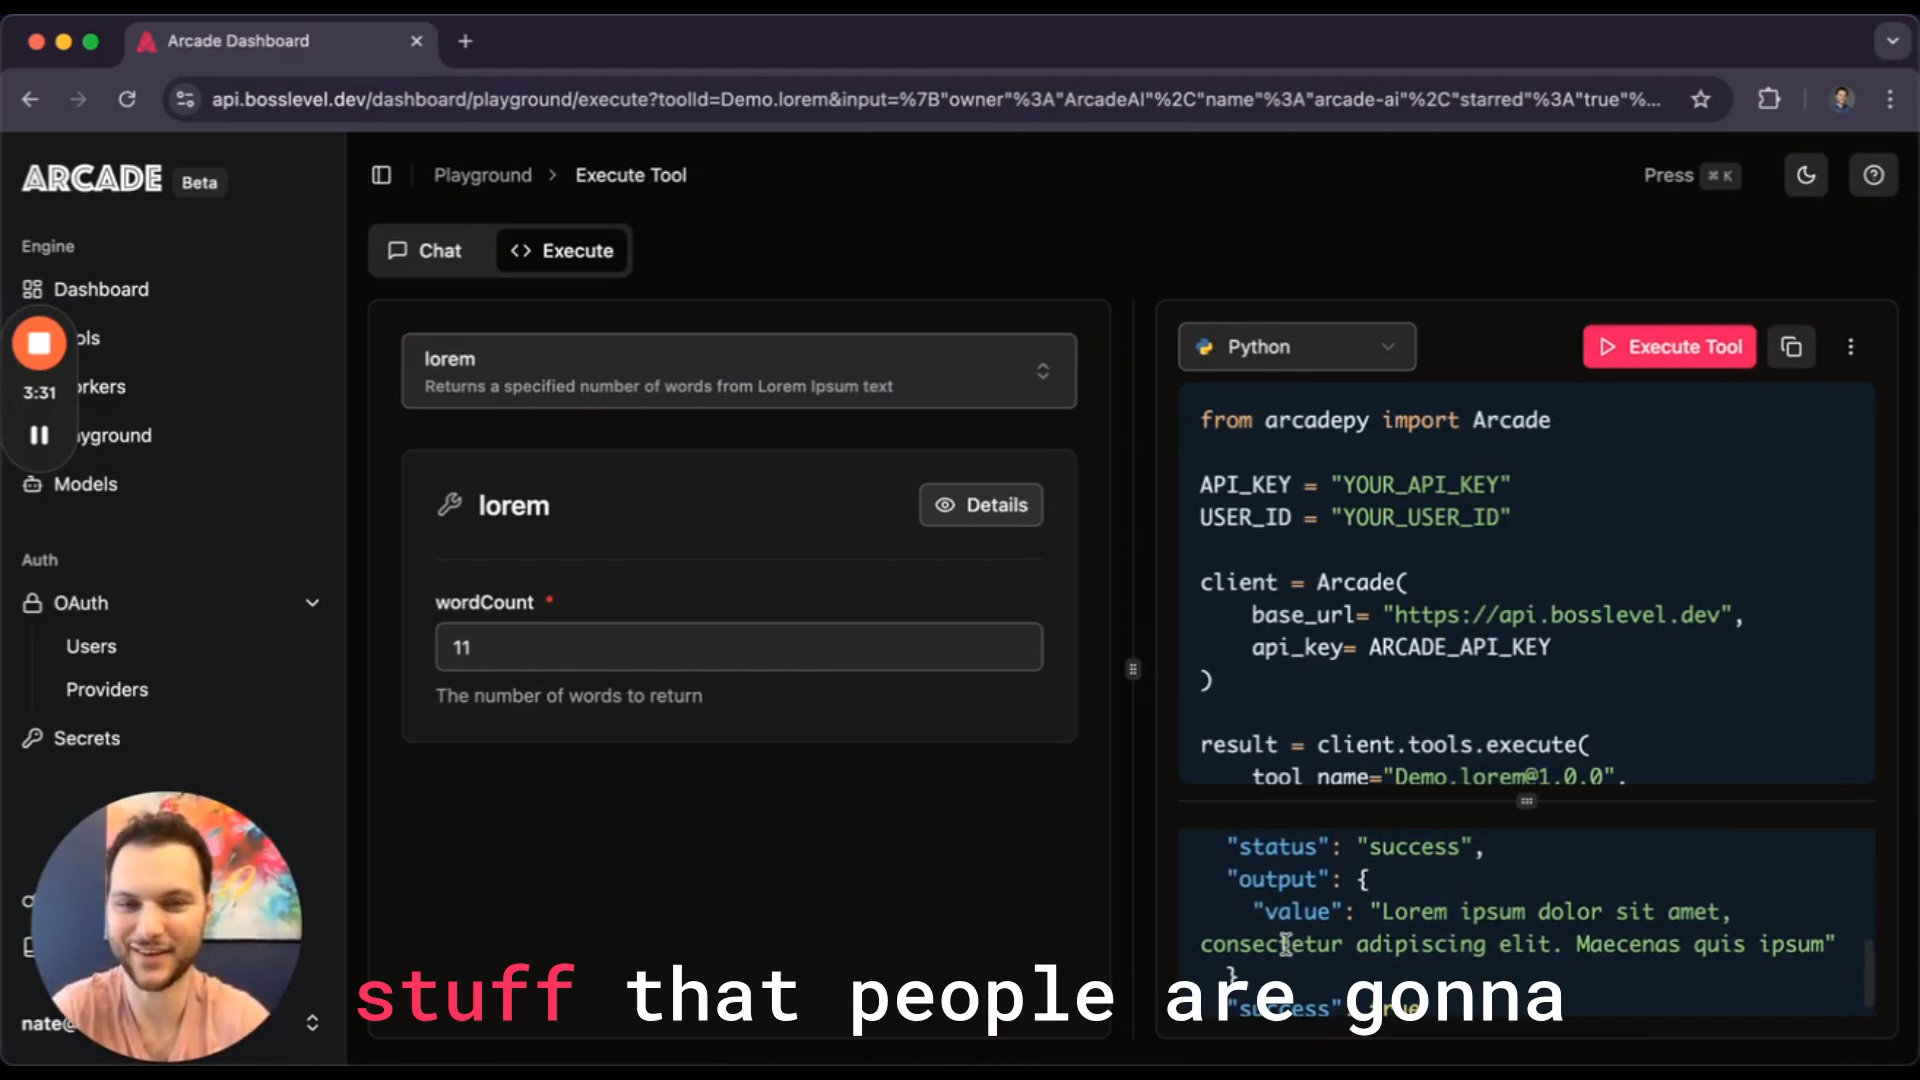 Arcade Dashboard
api.bosslevel.dev/dashboard/playground/execute?toolId=Demo.lorem&input=%7B"owner"%3A"ArcadeAI"%2C"name"%3A"arcade-ai"%2C"starred"%3A"true"%...
ARCADE Beta
Playground > Execute Tool
Press ⌘ K
Engine
Dashboard
ols
3:31
orkers
yground
Models
Auth
OAuth
Users
Providers
Secrets
nate@
Chat
Execute
lorem
Returns a specified number of words from Lorem Ipsum text
lorem
Details
wordCount *
11
The number of words to return
Python
Execute Tool
from arcadepy import Arcade
API_KEY = "YOUR_API_KEY"
USER_ID = "YOUR_USER_ID"
client = Arcade(
base_url= "https://api.bosslevel.dev",
api_key= ARCADE_API_KEY
)
result = client.tools.execute(
tool_name="Demo.lorem@1.0.0",
"status": "success",
"output": {
"value": "Lorem ipsum dolor sit amet,
consectetur adipiscing elit. Maecenas quis ipsum"
}
"success": true
stuff that people are gonna